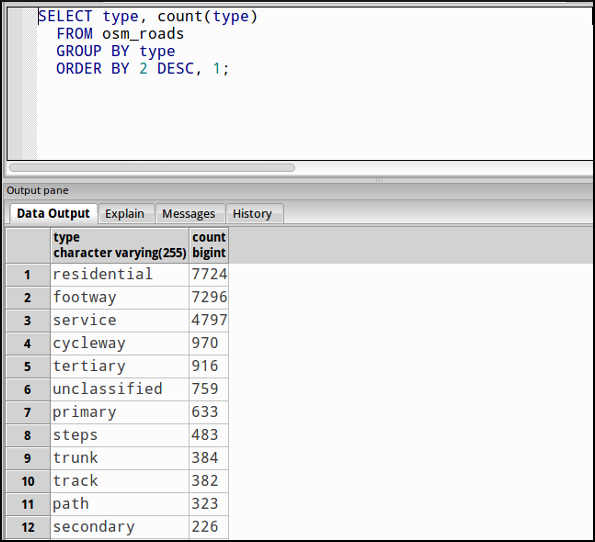 SELECT type, count(type)
FROM osm_roads
GROUP BY type
ORDER BY 2 DESC, 1;
Output pane
Data Output Explain Messages History
type count
character varying(255) bigint
1 residential 7724
2 footway 7296
3 service 4797
4 cycleway 970
5 tertiary 916
6 unclassified 759
7 primary 633
8 steps 483
9 trunk 384
10 track 382
11 path 323
12 secondary 226